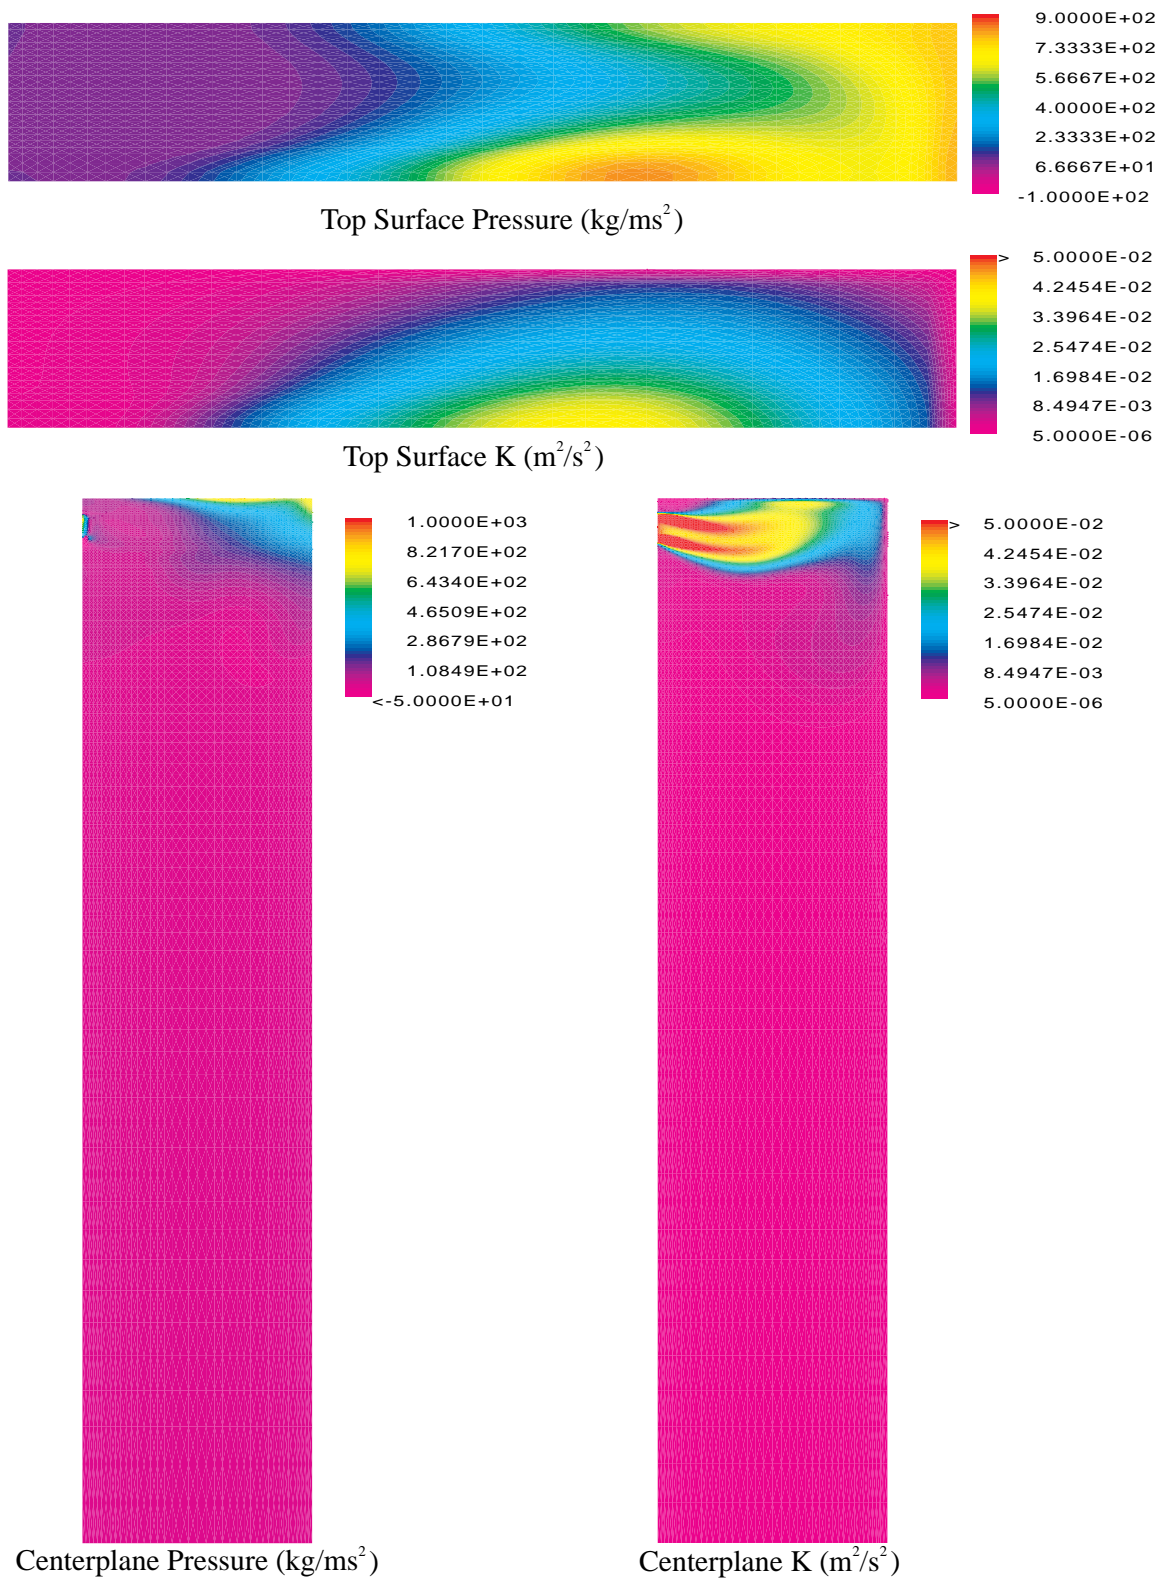 9.0000E+02
7.3333E+02
5.6667E+02
4.0000E+02
2.3333E+02
6.6667E+01
-1.0000E+02
Top Surface Pressure (kg/ms²)
> 5.0000E-02
4.2454E-02
3.3964E-02
2.5474E-02
1.6984E-02
8.4947E-03
5.0000E-06
Top Surface K (m²/s²)
1.0000E+03
8.2170E+02
6.4340E+02
4.6509E+02
2.8679E+02
1.0849E+02
<-5.0000E+01
> 5.0000E-02
4.2454E-02
3.3964E-02
2.5474E-02
1.6984E-02
8.4947E-03
5.0000E-06
Centerplane Pressure (kg/ms²)
Centerplane K (m²/s²)